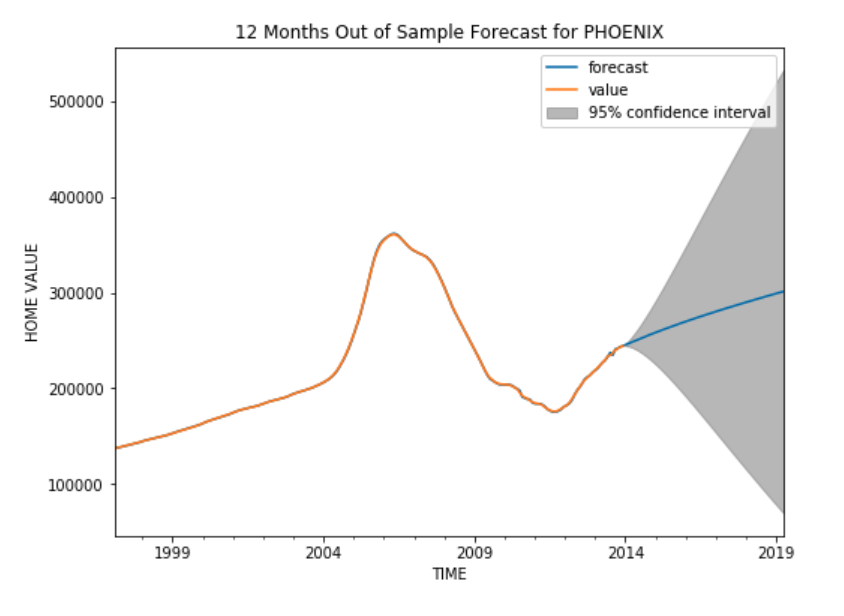 12 Months Out of Sample Forecast for PHOENIX
forecast
value
95% confidence interval
500000
400000
300000
200000
100000
HOME VALUE
1999 2004 2009 2014 2019
TIME